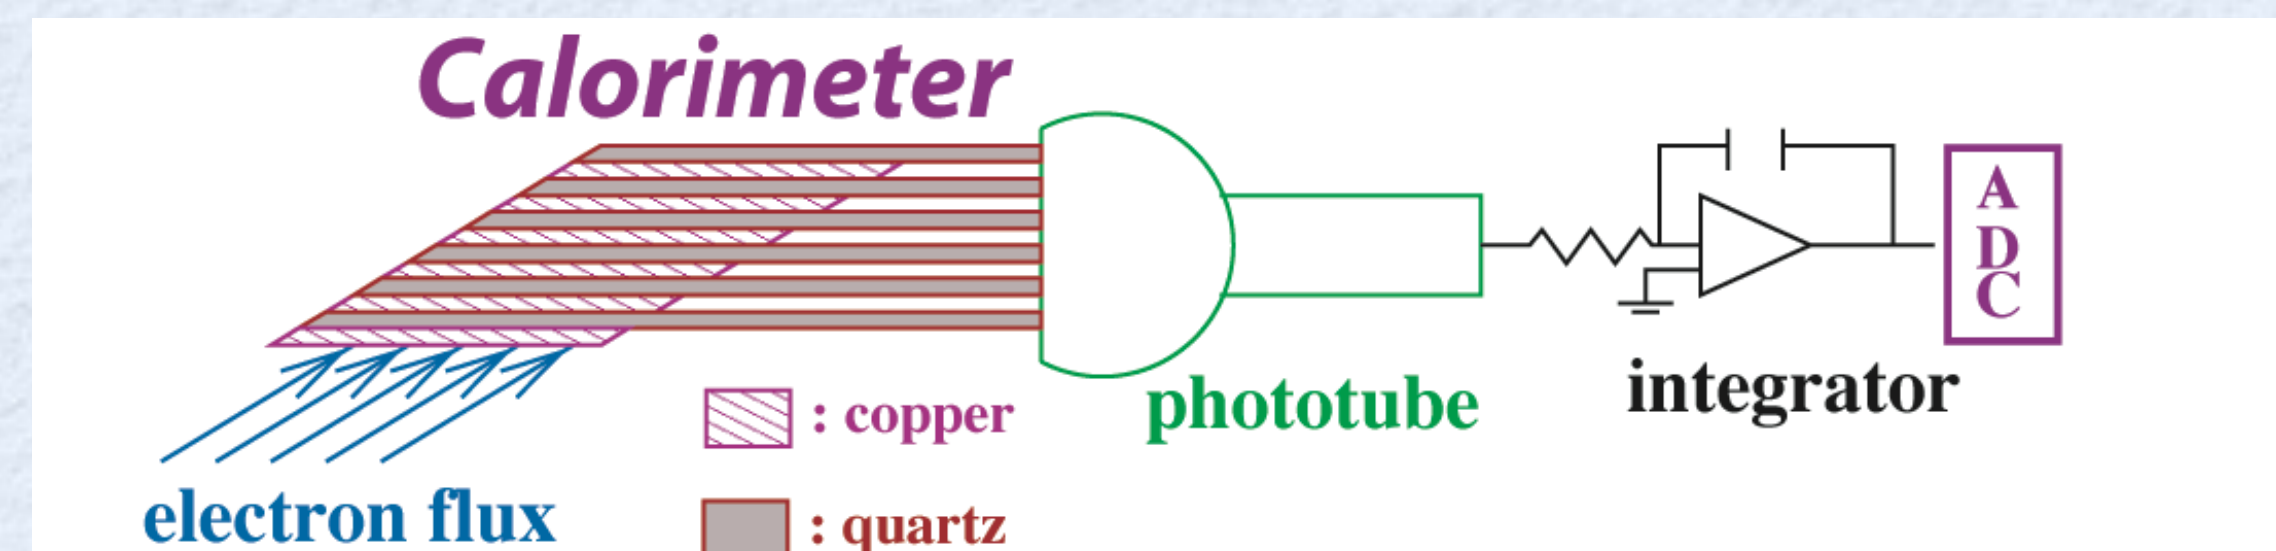 Calorimeter
A
D
C
integrator
phototube
: copper
electron flux
: quartz